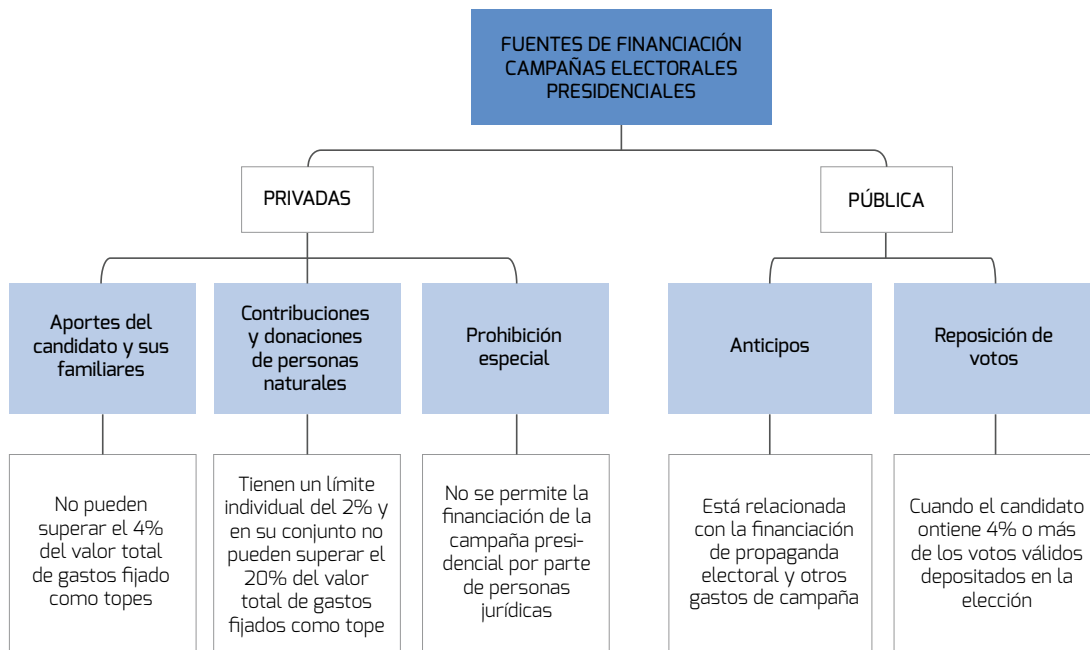 FUENTES DE FINANCIACIÓN
CAMPAÑAS ELECTORALES
PRESIDENCIALES
PRIVADAS
PÚBLICA
Aportes del
candidato y sus
familiares
Contribuciones
y donaciones
de personas
naturales
Prohibición
especial
Anticipos
Reposición de
votos
No pueden
superar el 4%
del valor total
de gastos fijado
como topes
Tienen un límite
individual del 2% y
en su conjunto no
pueden superar el
20% del valor
total de gastos
fijados como tope
No se permite la
financiación de la
campaña presi-
dencial por parte
de personas
jurídicas
Está relacionada
con la financiación
de propaganda
electoral y otros
gastos de campaña
Cuando el candidato
ontiene 4% o más
de los votos válidos
depositados en la
elección